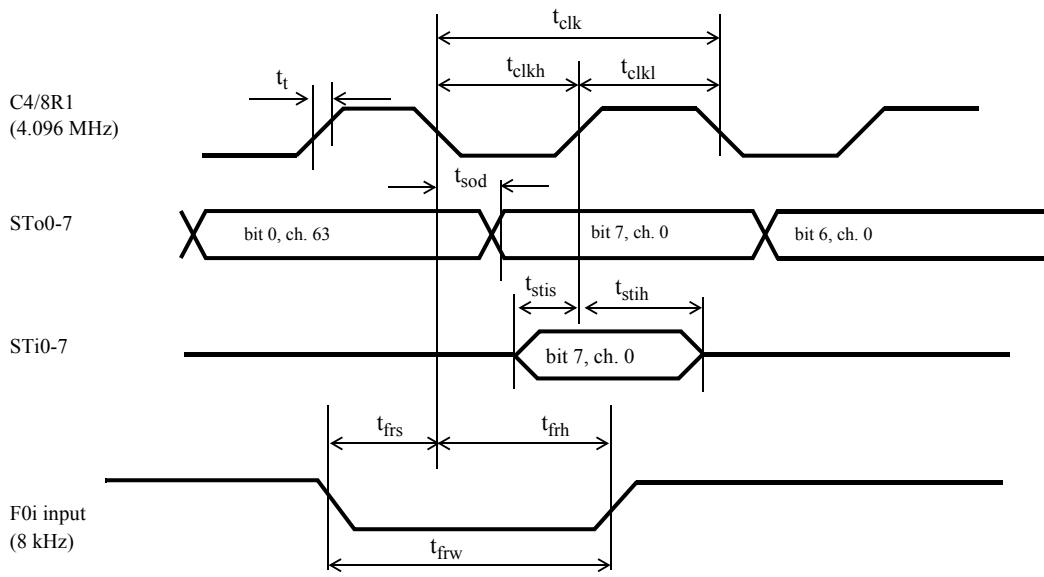 t_clk
t_clkh t_clkl
t_t
C4/8R1
(4.096 MHz)
t_sod
STo0-7
bit 0, ch. 63 bit 7, ch. 0 bit 6, ch. 0
t_stis t_stih
STi0-7
bit 7, ch. 0
t_frs t_frh
F0i input
(8 kHz)
t_frw